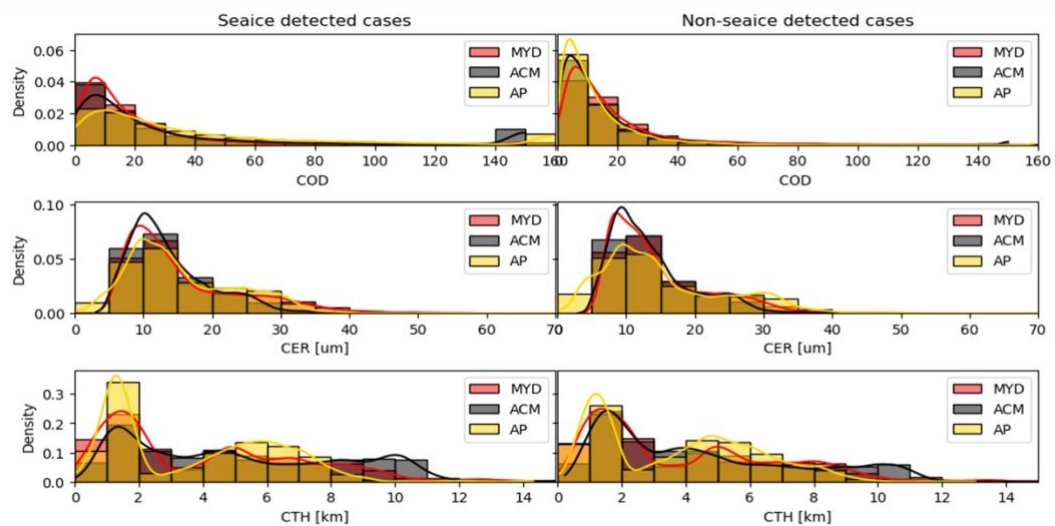 Seaice detected cases Non-seaice detected cases
0.06
0.04
0.02
0.00
Density
MYD
ACM
AP
MYD
ACM
AP
0 20 40 60 80 100 120 140 160 0 20 40 60 80 100 120 140 160
COD COD
0.10
0.05
0.00
Density
MYD
ACM
AP
MYD
ACM
AP
0 10 20 30 40 50 60 70 0 10 20 30 40 50 60 70
CER [um] CER [um]
0.3
0.2
0.1
0.0
Density
MYD
ACM
AP
MYD
ACM
AP
0 2 4 6 8 10 12 14 0 2 4 6 8 10 12 14
CTH [km] CTH [km]